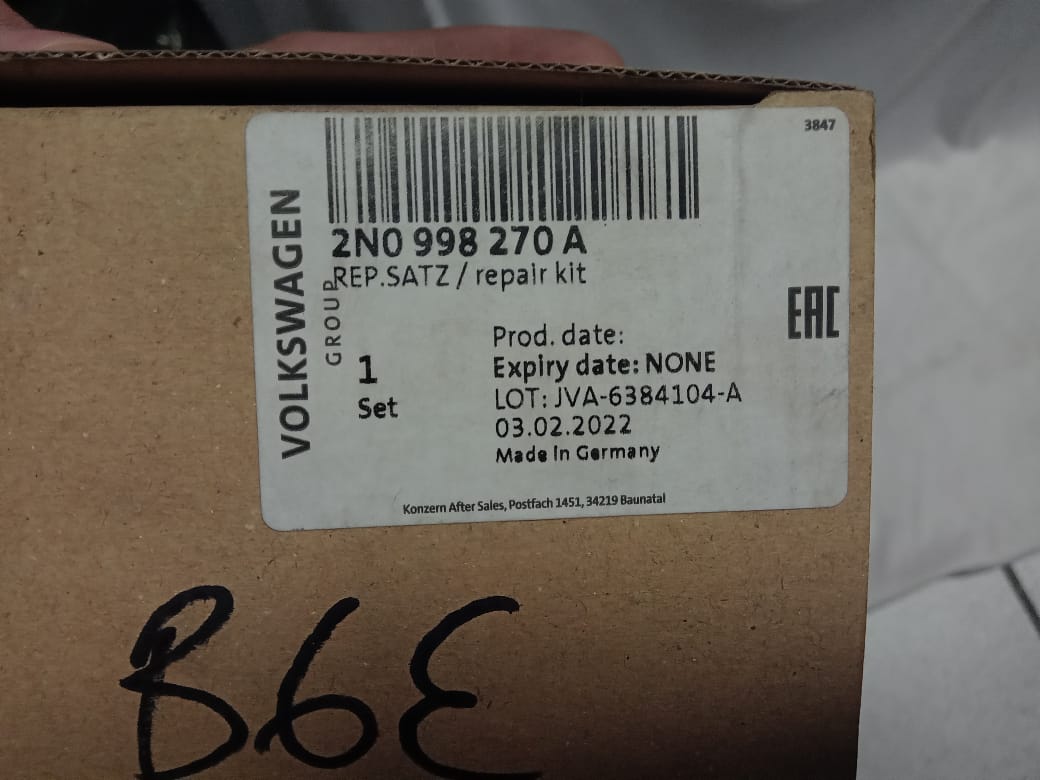 3847
VOLKSWAGEN
GROUP
2N0 998 270 A
REP.SATZ / repair kit
EAC
Prod. date:
1
Set
Expiry date: NONE
LOT: JVA-6384104-A
03.02.2022
Made in Germany
Konzern After Sales, Postfach 1451, 34219 Baunatal
B6E